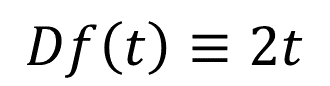 Df(t) ≡ 2t